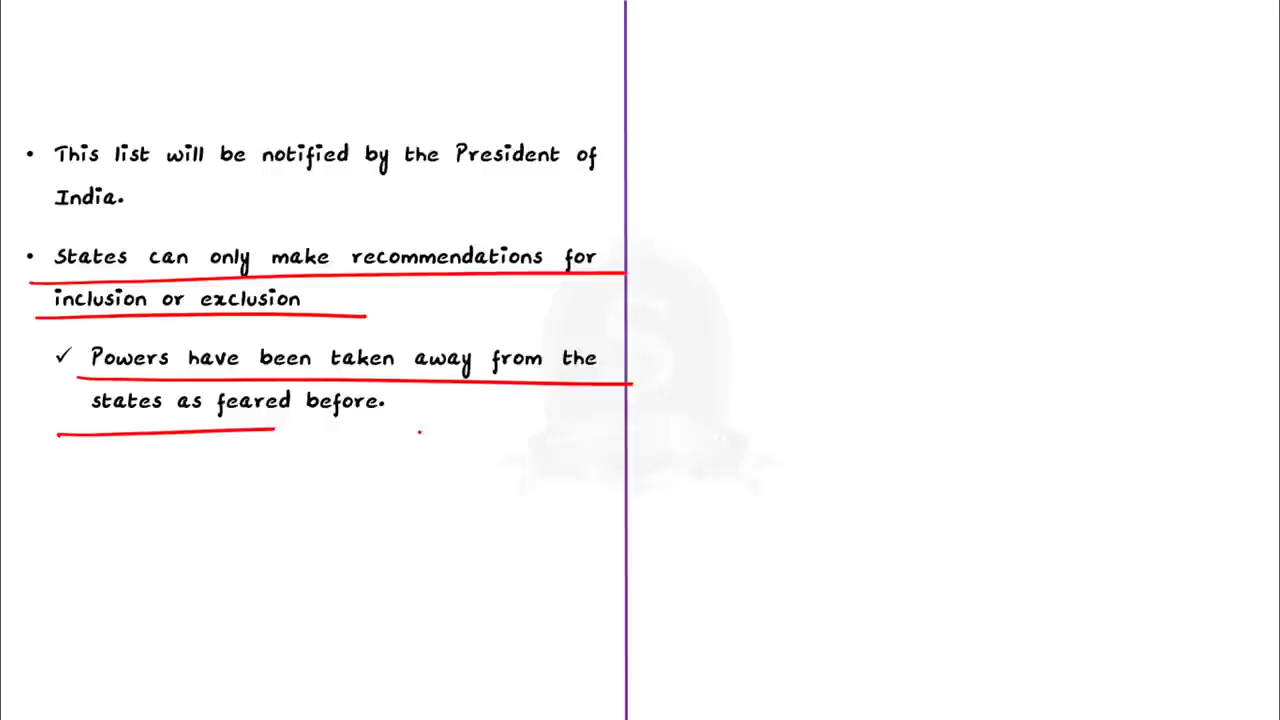 • This list will be notified by the President of
India.
• States can only make recommendations for
inclusion or exclusion
✓ Powers have been taken away from the
states as feared before.